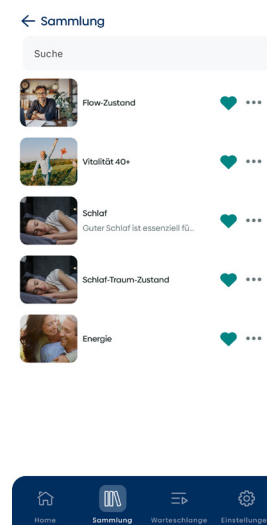 Sammlung
Suche
Flow-Zustand
Vitalität 40+
Schlaf
Guter Schlaf ist essenziell fü...
Schlaf-Traum-Zustand
Energie
Home Sammlung Warteschlange Einstellunge